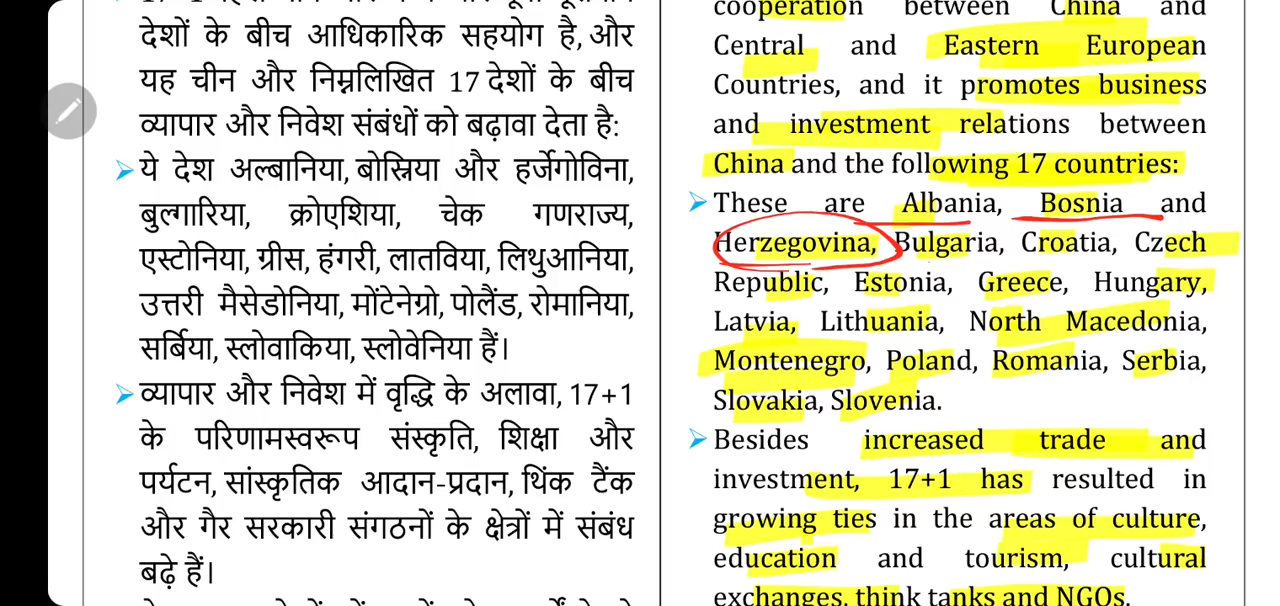 देशों के बीच आधिकारिक सहयोग है, और
यह चीन और निम्नलिखित 17 देशों के बीच
व्यापार और निवेश संबंधों को बढ़ावा देता है:
ये देश अल्बानिया, बोस्निया और हर्जेगोविना,
बुल्गारिया, क्रोएशिया, चेक गणराज्य,
एस्टोनिया, ग्रीस, हंगरी, लातविया, लिथुआनिया,
उत्तरी मैसेडोनिया, मोंटेनेग्रो, पोलैंड, रोमानिया,
सर्बिया, स्लोवाकिया, स्लोवेनिया हैं।
व्यापार और निवेश में वृद्धि के अलावा, 17+1
के परिणामस्वरूप संस्कृति, शिक्षा और
पर्यटन, सांस्कृतिक आदान-प्रदान, थिंक टैंक
और गैर सरकारी संगठनों के क्षेत्रों में संबंध
बढ़े हैं।
cooperation between China and
Central and Eastern European
Countries, and it promotes business
and investment relations between
China and the following 17 countries:
These are Albania, Bosnia and
Herzegovina, Bulgaria, Croatia, Czech
Republic, Estonia, Greece, Hungary,
Latvia, Lithuania, North Macedonia,
Montenegro, Poland, Romania, Serbia,
Slovakia, Slovenia.
Besides increased trade and
investment, 17+1 has resulted in
growing ties in the areas of culture,
education and tourism, cultural
exchanges, think tanks and NGOs.